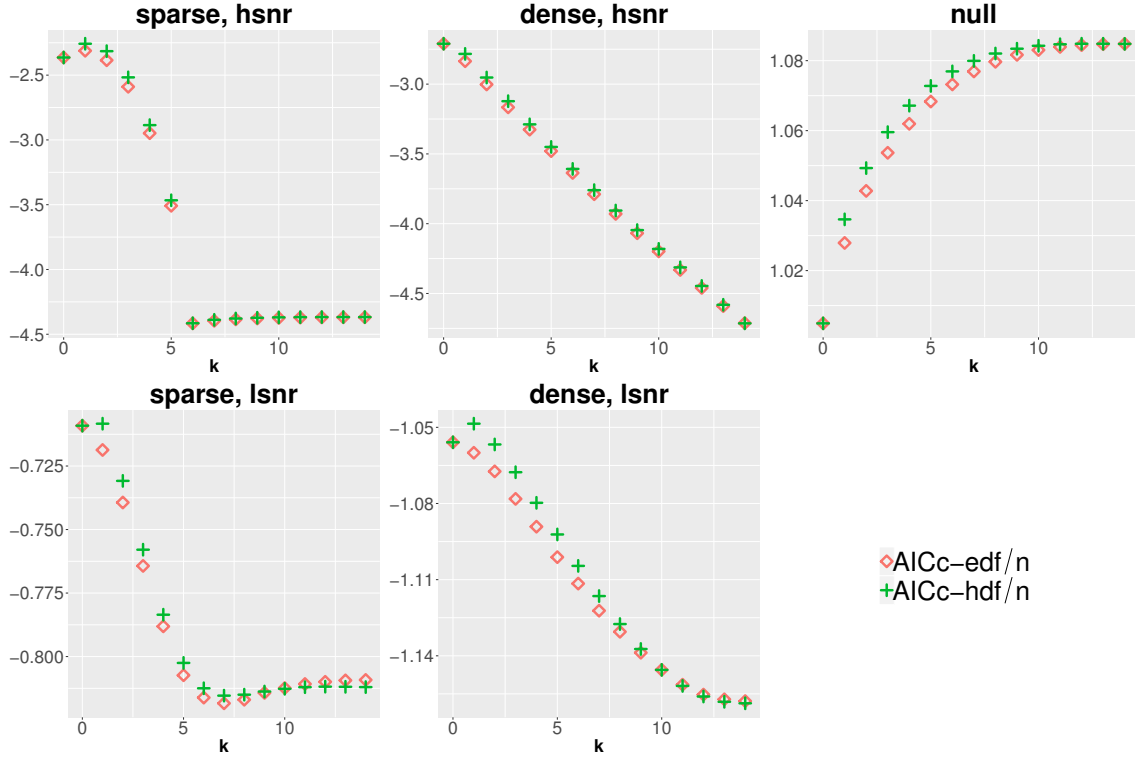 sparse, hsnr
dense, hsnr
null
−2.5
−3.0
−3.5
−4.0
−4.5
0 5 10
k
−3.0
−3.5
−4.0
−4.5
0 5 10
k
1.08
1.06
1.04
1.02
0 5 10
k
sparse, lsnr
dense, lsnr
−0.725
−0.750
−0.775
−0.800
0 5 10
k
−1.05
−1.08
−1.11
−1.14
0 5 10
k
AICc−edf/n
AICc−hdf/n